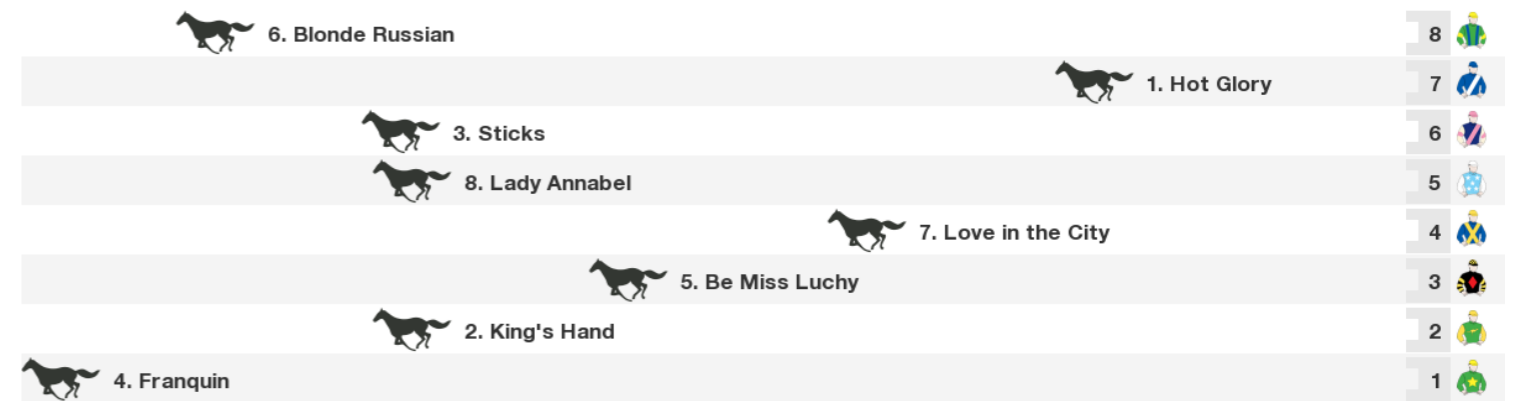 6. Blonde Russian 8
1. Hot Glory 7
3. Sticks 6
8. Lady Annabel 5
7. Love in the City 4
5. Be Miss Luchy 3
2. King's Hand 2
4. Franquin 1